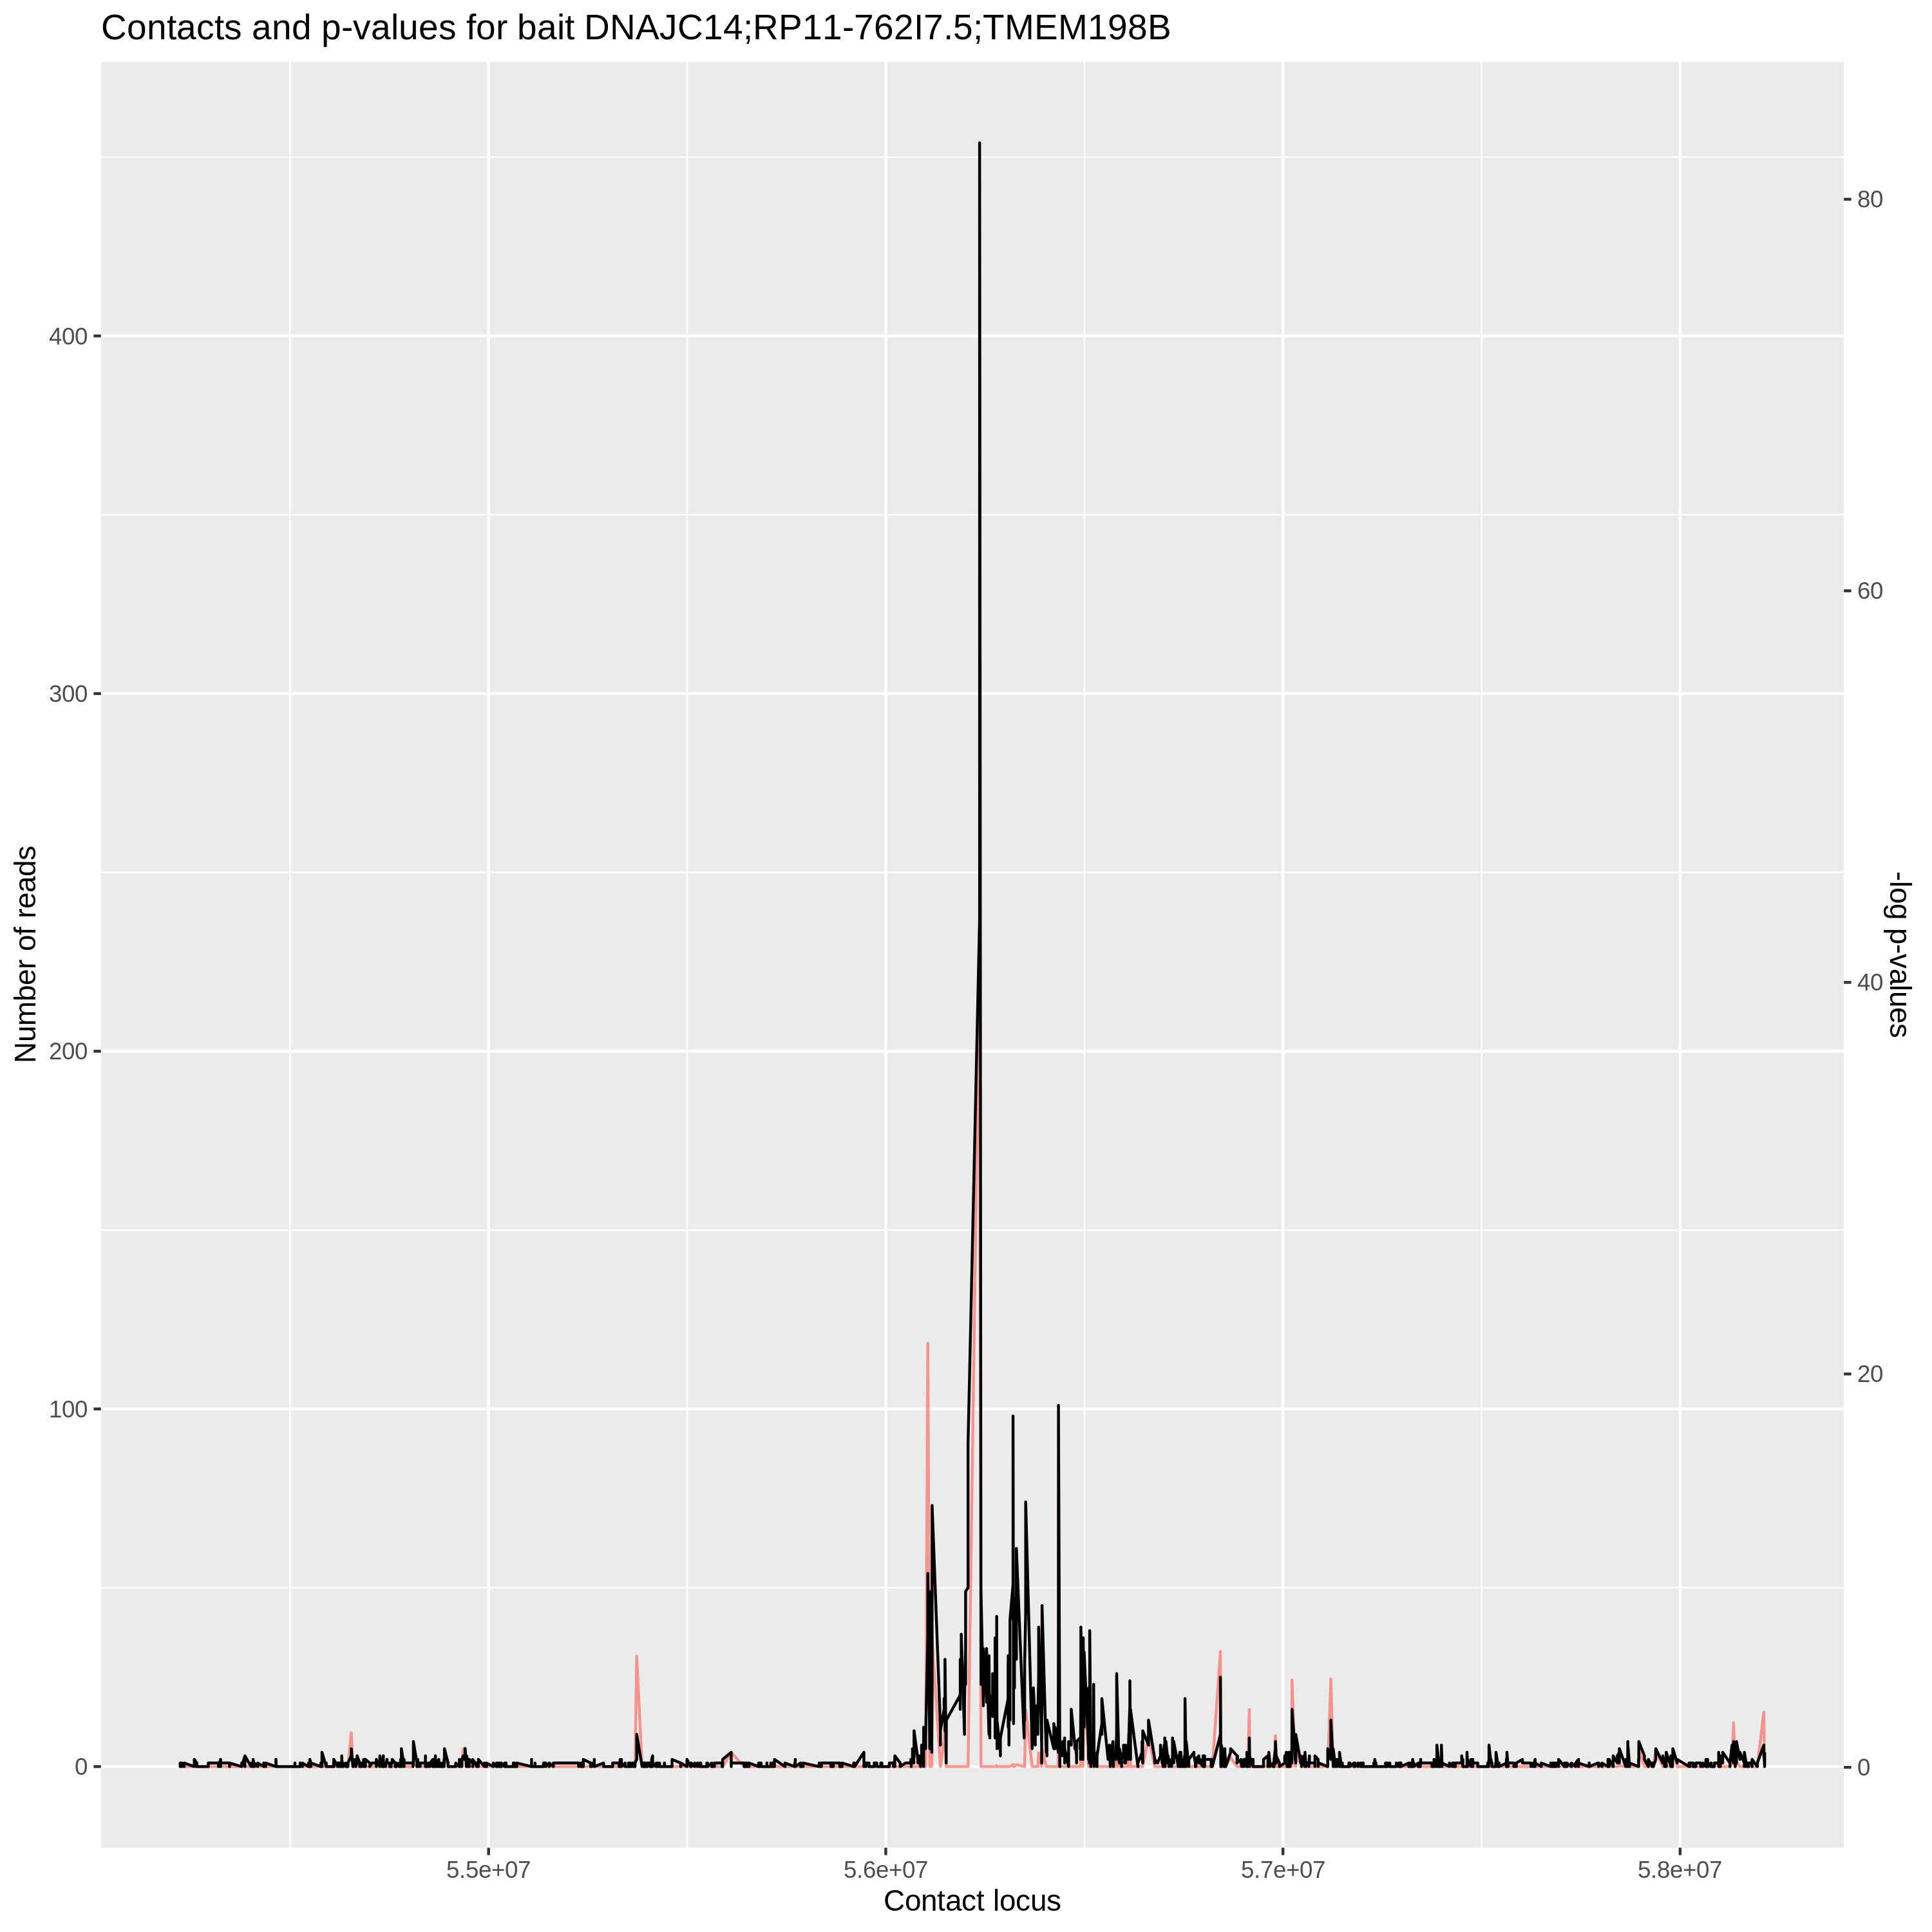 Contacts and p-values for bait DNAJC14;RP11-762I7.5;TMEM198B
Number of reads
400
300
200
100
0
80
60
40
20
0
-log p-values
5.5e+07
5.6e+07
5.7e+07
5.8e+07
Contact locus